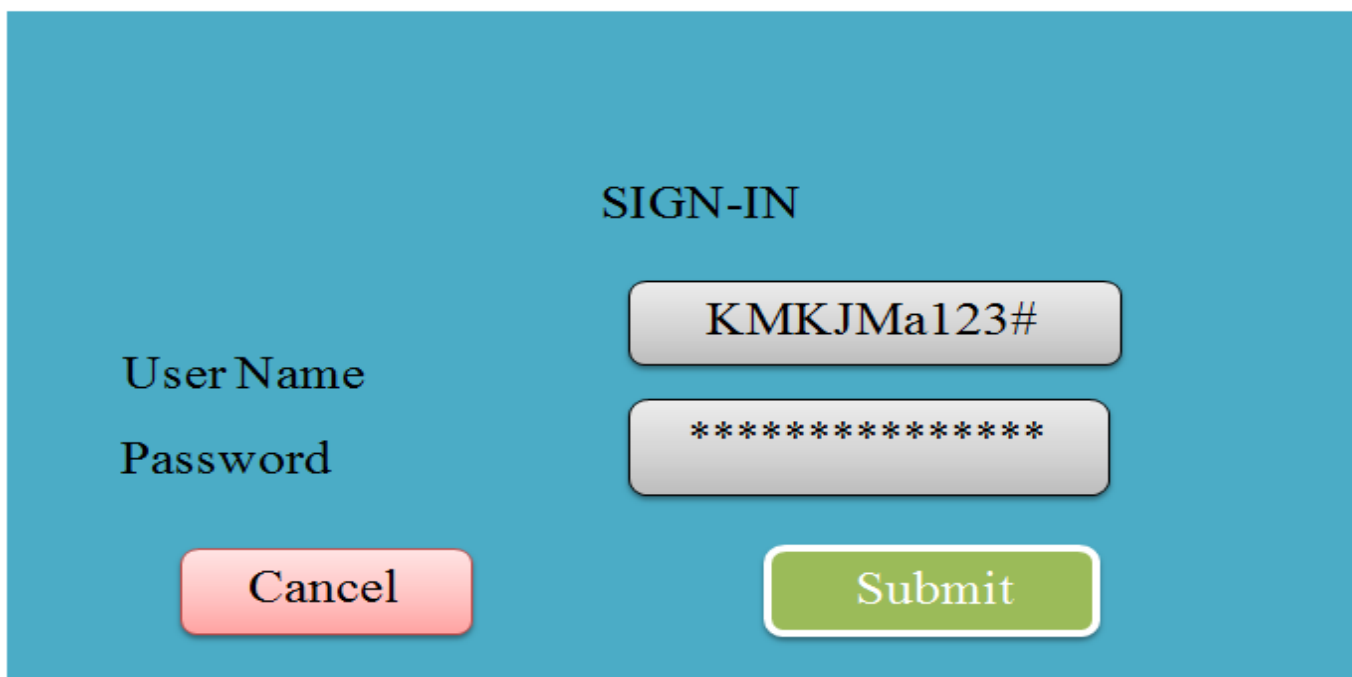 SIGN-IN
KMKJMa123#
User Name
***************
Password
Cancel
Submit